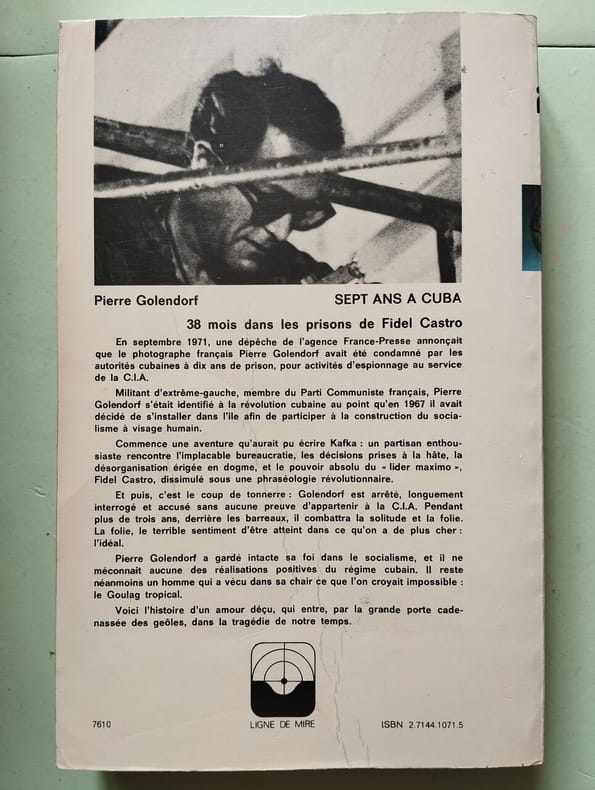 Pierre Golendorf SEPT ANS A CUBA
38 mois dans les prisons de Fidel Castro
En septembre 1971, une dépêche de l'agence France-Presse annonçait
que le photographe français Pierre Golendorf avait été condamné par les
autorités cubaines à dix ans de prison, pour activités d'espionnage au service
de la C.I.A.
Militant d'extrême-gauche, membre du Parti Communiste français, Pierre
Golendorf s'était identifié à la révolution cubaine au point qu'en 1967 il avait
décidé de s'installer dans l'île afin de participer à la construction du socia-
lisme à visage humain.
Commence une aventure qu'aurait pu écrire Kafka : un partisan enthou-
siaste rencontre l'implacable bureaucratie, les décisions prises à la hâte, la
désorganisation érigée en dogme, et le pouvoir absolu du « lider maximo »,
Fidel Castro, dissimulé sous une phraséologie révolutionnaire.
Et puis, c'est le coup de tonnerre : Golendorf est arrêté, longuement
interrogé et accusé sans aucune preuve d'appartenir à la C.I.A. Pendant
plus de trois ans, derrière les barreaux, il combattra la solitude et la folie.
La folie, le terrible sentiment d'être atteint dans ce qu'on a de plus cher :
l'idéal.
Pierre Golendorf a gardé intacte sa foi dans le socialisme, et il ne
méconnait aucune des réalisations positives du régime cubain. Il reste
néanmoins un homme qui a vécu dans sa chair ce que l'on croyait impossible :
le Goulag tropical.
Voici l'histoire d'un amour déçu, qui entre, par la grande porte cade-
nassée des geôles, dans la tragédie de notre temps.
7610 LIGNE DE MIRE ISBN 2.7144.1071.5